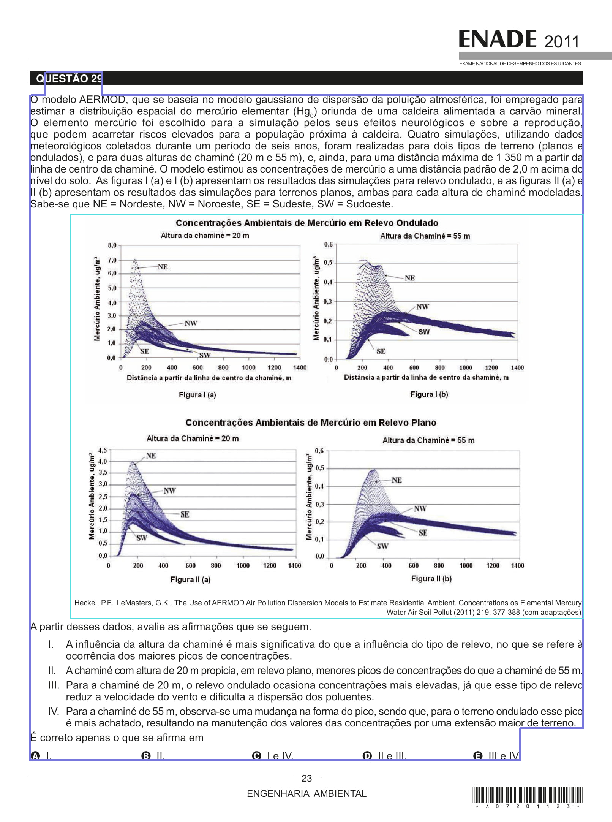 ENADE 2011
EXAME NACIONAL DE DESEMPENHO DOS ESTUDANTES
QUESTÃO 29
O modelo AERMOD, que se baseia no modelo gaussiano de dispersão da poluição atmosférica, foi empregado para
estimar a distribuição espacial do mercúrio elementar (Hg0) oriunda de uma caldeira alimentada a carvão mineral.
O elemento mercúrio foi escolhido para a simulação pelos seus efeitos neurológicos e sobre a reprodução,
que podem acarretar riscos elevados para a população próxima à caldeira. Quatro simulações, utilizando dados
meteorológicos coletados durante um período de seis anos, foram realizadas para dois tipos de terreno (planos e
ondulados), e para duas alturas de chaminé (20 m e 55 m), e, ainda, para uma distância máxima de 1 350 m a partir da
linha de centro da chaminé. O modelo estimou as concentrações de mercúrio a uma distância padrão de 2,0 m acima do
nível do solo. As figuras I (a) e I (b) apresentam os resultados das simulações para relevo ondulado, e as figuras II (a) e
II (b) apresentam os resultados das simulações para terrenos planos, ambas para cada altura de chaminé modeladas.
Sabe-se que NE = Nordeste, NW = Noroeste, SE = Sudeste, SW = Sudoeste.
Concentrações Ambientais de Mercúrio em Relevo Ondulado
Altura da chaminé = 20 m
Altura da Chaminé = 55 m
Mercúrio Ambiente, ug/m³
8,0
7,0
6,0
5,0
4,0
3,0
2,0
1,0
0,0
NE
NW
SE
SW
0 200 400 600 800 1000 1200 1400
Distância a partir da linha de centro da chaminé, m
Figura I (a)
Mercúrio Ambiente, ug/m³
0,6
0,5
0,4
0,3
0,2
0,1
0,0
NE
NW
SW
SE
0 200 400 600 800 1000 1200 1400
Distância a partir da linha de centro da chaminé, m
Figura I (b)
Concentrações Ambientais de Mercúrio em Relevo Plano
Altura da Chaminé = 20 m
Altura da Chaminé = 55 m
Mercúrio Ambiente, ug/m³
4,5
4,0
3,5
3,0
2,5
2,0
1,5
1,0
0,5
0,0
NE
NW
SE
SW
0 200 400 600 800 1000 1200 1400
Figura II (a)
Mercúrio Ambiente, ug/m³
0,6
0,5
0,4
0,3
0,2
0,1
0,0
NE
NW
SE
SW
0 200 400 600 800 1000 1200 1400
Figura II (b)
P.E. LeMasters, G.K., The Use of AERMOD Air Pollution Dispersion Models to Estimate Residential Ambient Concentrations os Elemental Mercury.
Water Air Soil Pollut (2011) 219: 377-388 (com adaptações)
A partir desses dados, avalie as afirmações que se seguem.
I. A influência da altura da chaminé é mais significativa do que a influência do tipo de relevo, no que se refere à
ocorrência dos maiores picos de concentrações.
II. A chaminé com altura de 20 m propicia, em relevo plano, menores picos de concentrações do que a chaminé de 55 m.
III. Para a chaminé de 20 m, o relevo ondulado ocasiona concentrações mais elevadas, já que esse tipo de relevo
reduz a velocidade do vento e dificulta a dispersão dos poluentes.
IV. Para a chaminé de 55 m, observa-se uma mudança na forma do pico, sendo que, para o terreno ondulado esse pico
é mais achatado, resultando na manutenção dos valores das concentrações por uma extensão maior de terreno.
É correto apenas o que se afirma em
A I.
B II.
C I e IV.
D II e III.
E III e IV.
23
ENGENHARIA AMBIENTAL